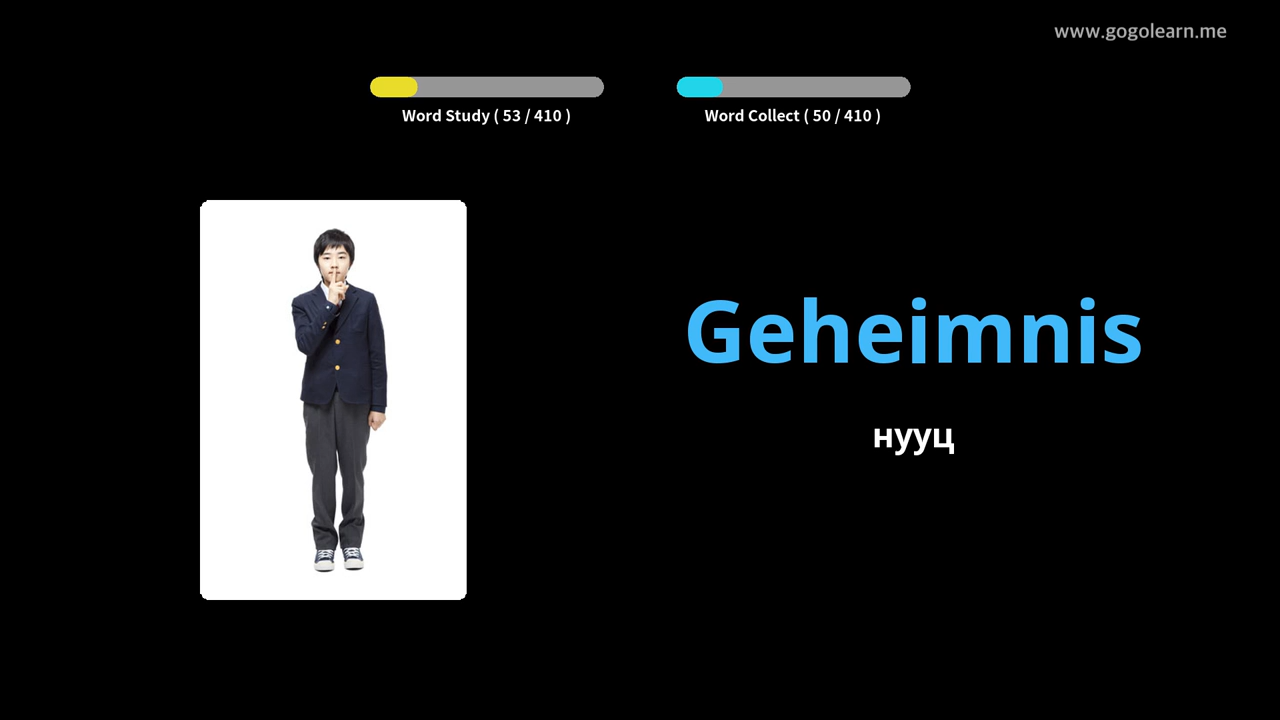 www.gogolearn.me
Word Study ( 53 / 410 )
Word Collect ( 50 / 410 )
Geheimnis
нууц